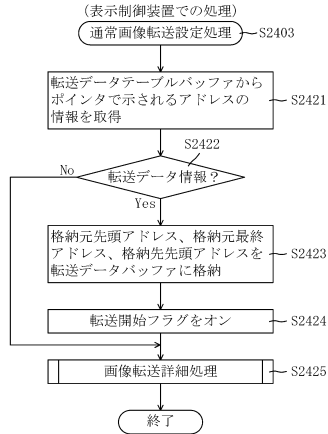 (表示制御装置での処理)
通常画像転送設定処理
S2403
転送データテーブルバッファから
ポインタで示されるアドレスの
情報を取得
S2421
S2422
転送データ情報?
No
Yes
格納元先頭アドレス、格納元最終
アドレス、格納先先頭アドレスを
転送データバッファに格納
S2423
転送開始フラグをオン
S2424
画像転送詳細処理
S2425
終了